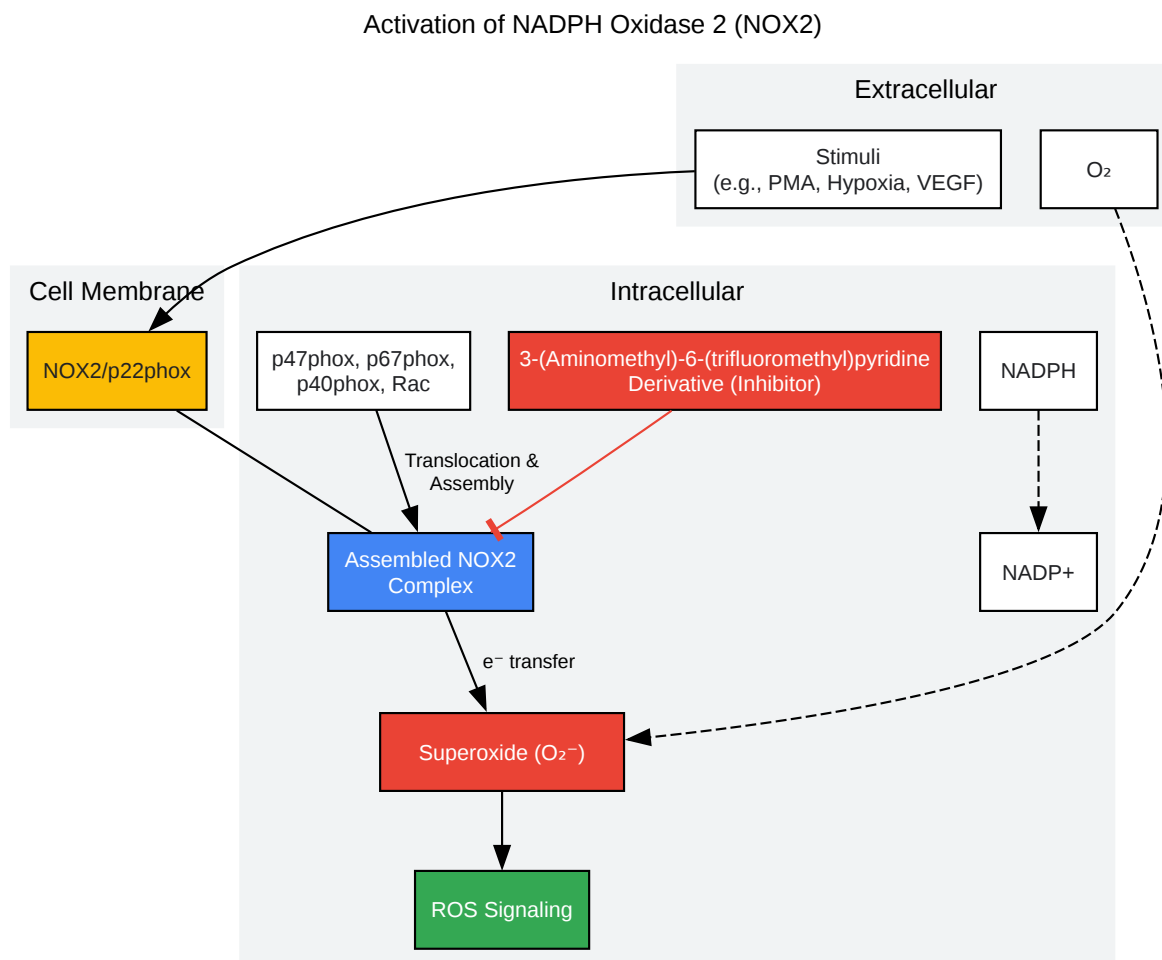 Activation of NADPH Oxidase 2 (NOX2)
Extracellular
Stimuli
(e.g., PMA, Hypoxia, VEGF)
O₂
Cell Membrane
Intracellular
NOX2/p22phox
p47phox, p67phox,
p40phox, Rac
3-(Aminomethyl)-6-(trifluoromethyl)pyridine
Derivative (Inhibitor)
NADPH
Translocation &
Assembly
Assembled NOX2
Complex
NADP+
e⁻ transfer
Superoxide (O₂⁻)
ROS Signaling